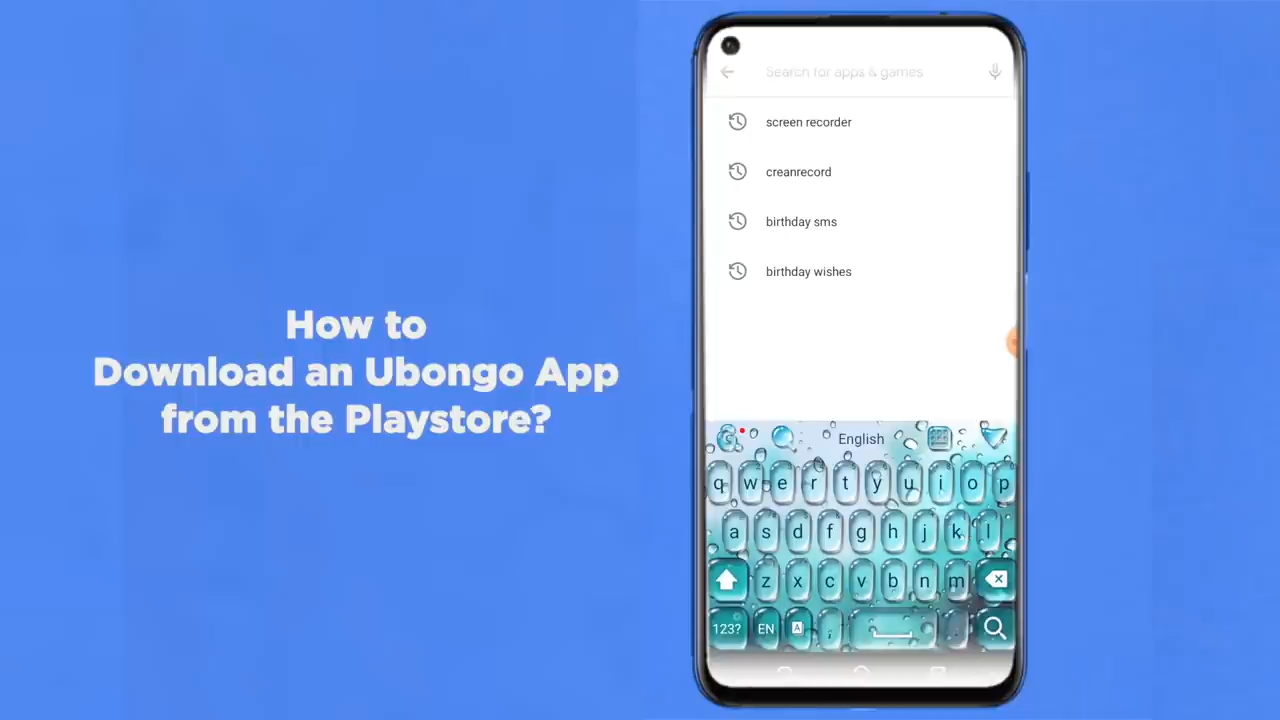 How to
Download an Ubongo App
from the Playstore?
Search for apps & games
screen recorder
creanrecord
birthday sms
birthday wishes
English
q w e r t y u i o p
a s d f g h j k l
z x c v b n m
123? EN A , .